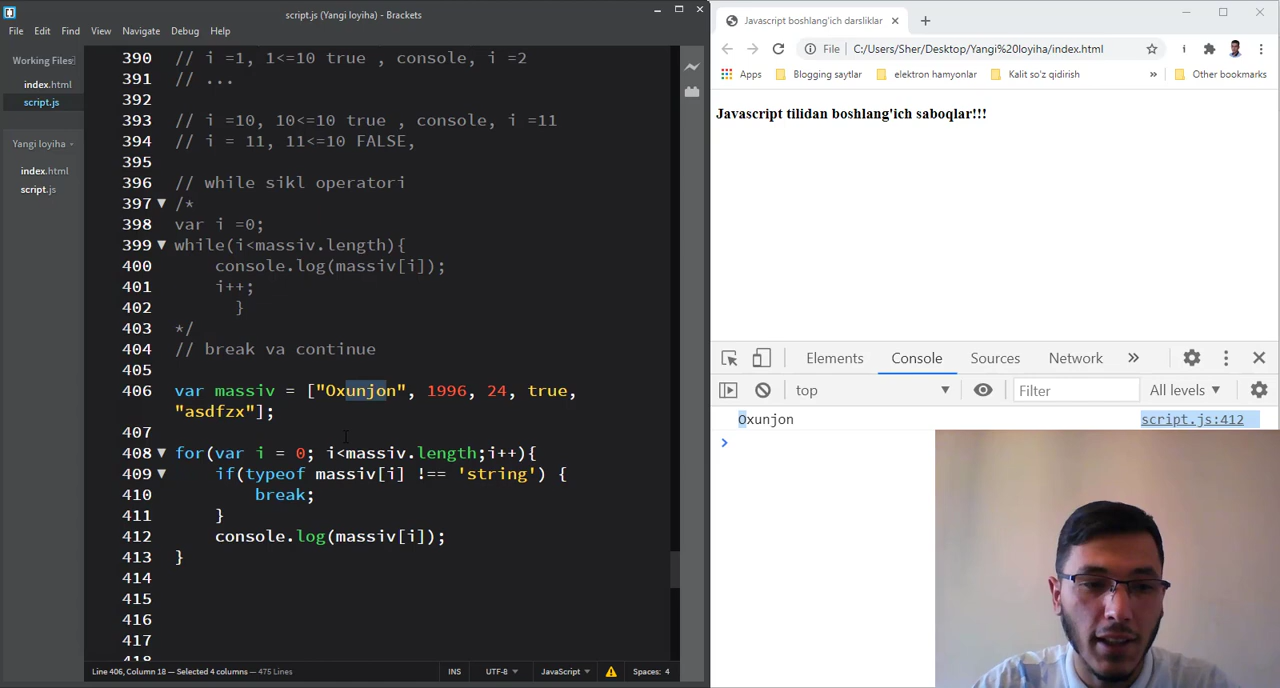 script.js (Yangi loyiha) - Brackets
File Edit Find View Navigate Debug Help
Working Files
index.html
script.js
Yangi loyiha
index.html
script.js
390 // i =1, 1<=10 true , console, i =2
391 // ...
392
393 // i =10, 10<=10 true , console, i =11
394 // i = 11, 11<=10 FALSE,
395
396 // while sikl operatori
397 /*
398 var i =0;
399 while(i<massiv.length){
400 console.log(massiv[i]);
401 i++;
402 }
403 */
404 // break va continue
405
406 var massiv = ["Oxunjon", 1996, 24, true,
"asdfzx"];
407
408 for(var i = 0; i<massiv.length;i++){
409 if(typeof massiv[i] !== 'string') {
410 break;
411 }
412 console.log(massiv[i]);
413 }
414
415
416
417
418
Line 406, Column 18 — Selected 4 columns — 475 Lines
INS UTF-8 JavaScript Spaces: 4
Javascript boshlang'ich darsliklar
File C:/Users/Sher/Desktop/Yangi%20loyiha/index.html
Apps Blogging saytlar elektron hamyonlar Kalit so'z qidirish » Other bookmarks
Javascript tilidan boshlang'ich saboqlar!!!
Elements Console Sources Network »
top Filter All levels
Oxunjon script.js:412